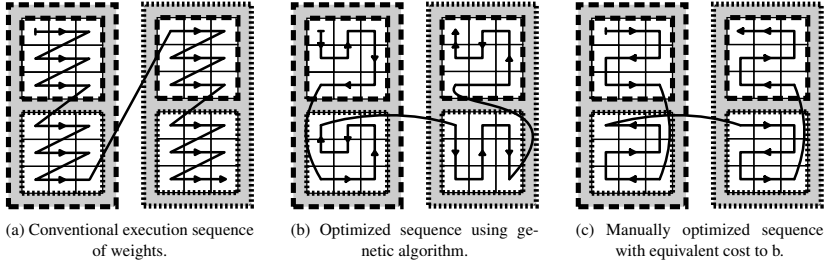 (a) Conventional execution sequence
of weights.
(b) Optimized sequence using ge-
netic algorithm.
(c) Manually optimized sequence
with equivalent cost to b.